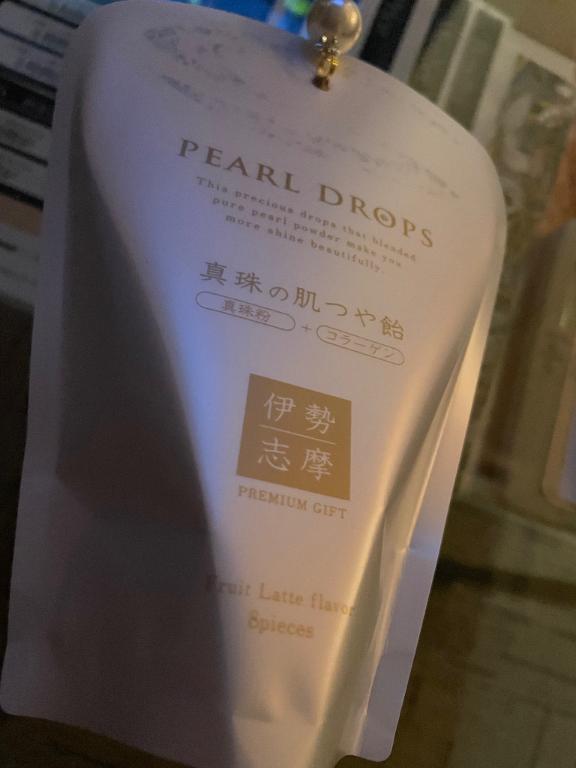 PEARL DROPS
This precious drops that blended
pure pearl powder make you
more shine beautifully.
真珠の肌つや飴
真珠粉 + コラーゲン
伊勢
志摩
PREMIUM GIFT
Fruit Latte flavor
8pieces